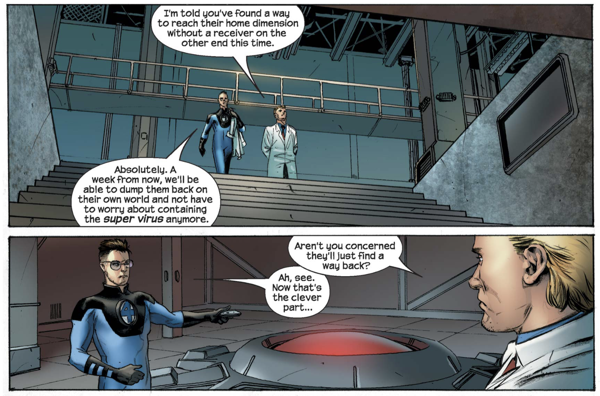 I'm told you've found a way
to reach their home dimension
without a receiver on the
other end this time.
Absolutely. A
week from now, we'll be
able to dump them back on
their own world and not have
to worry about containing
the super virus anymore.
Aren't you concerned
they'll just find a
way back?
Ah, see.
Now that's
the clever
part...
4